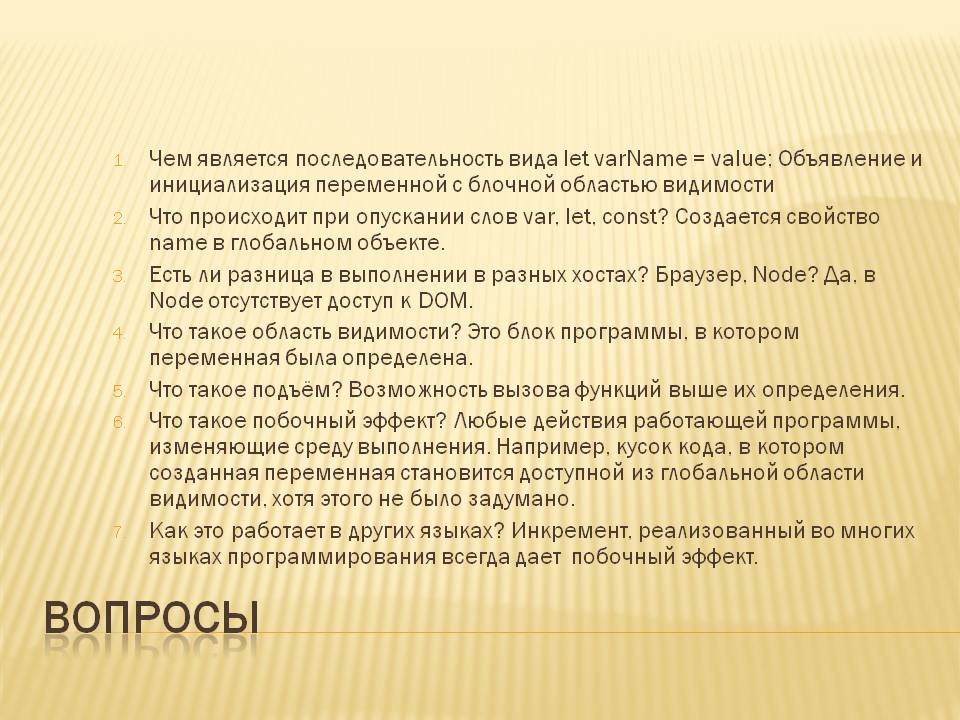 1. Чем является последовательность вида let varName = value; Объявление и
инициализация переменной с блочной областью видимости
2. Что происходит при опускании слов var, let, const? Создается свойство
name в глобальном объекте.
3. Есть ли разница в выполнении в разных хостах? Браузер, Node? Да, в
Node отсутствует доступ к DOM.
4. Что такое область видимости? Это блок программы, в котором
переменная была определена.
5. Что такое подъём? Возможность вызова функций выше их определения.
6. Что такое побочный эффект? Любые действия работающей программы,
изменяющие среду выполнения. Например, кусок кода, в котором
созданная переменная становится доступной из глобальной области
видимости, хотя этого не было задумано.
7. Как это работает в других языках? Инкремент, реализованный во многих
языках программирования всегда дает  побочный эффект.
ВОПРОСЫ